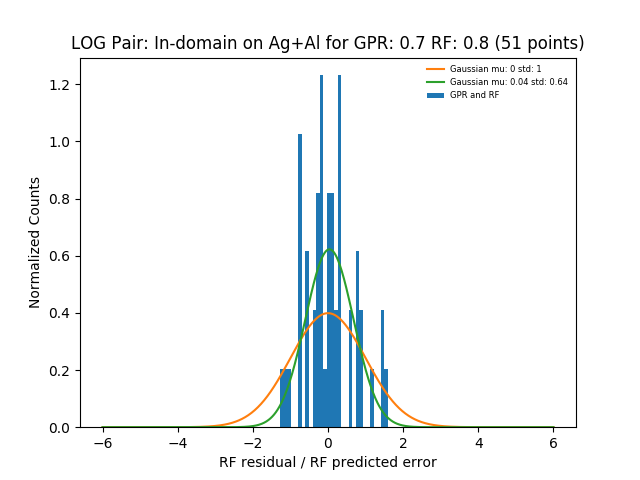 LOG Pair: In-domain on Ag+Al for GPR: 0.7 RF: 0.8 (51 points)
Gaussian mu: 0 std: 1
Gaussian mu: 0.04 std: 0.64
GPR and RF
Normalized Counts
1.2
1.0
0.8
0.6
0.4
0.2
0.0
−6 −4 −2 0 2 4 6
RF residual / RF predicted error